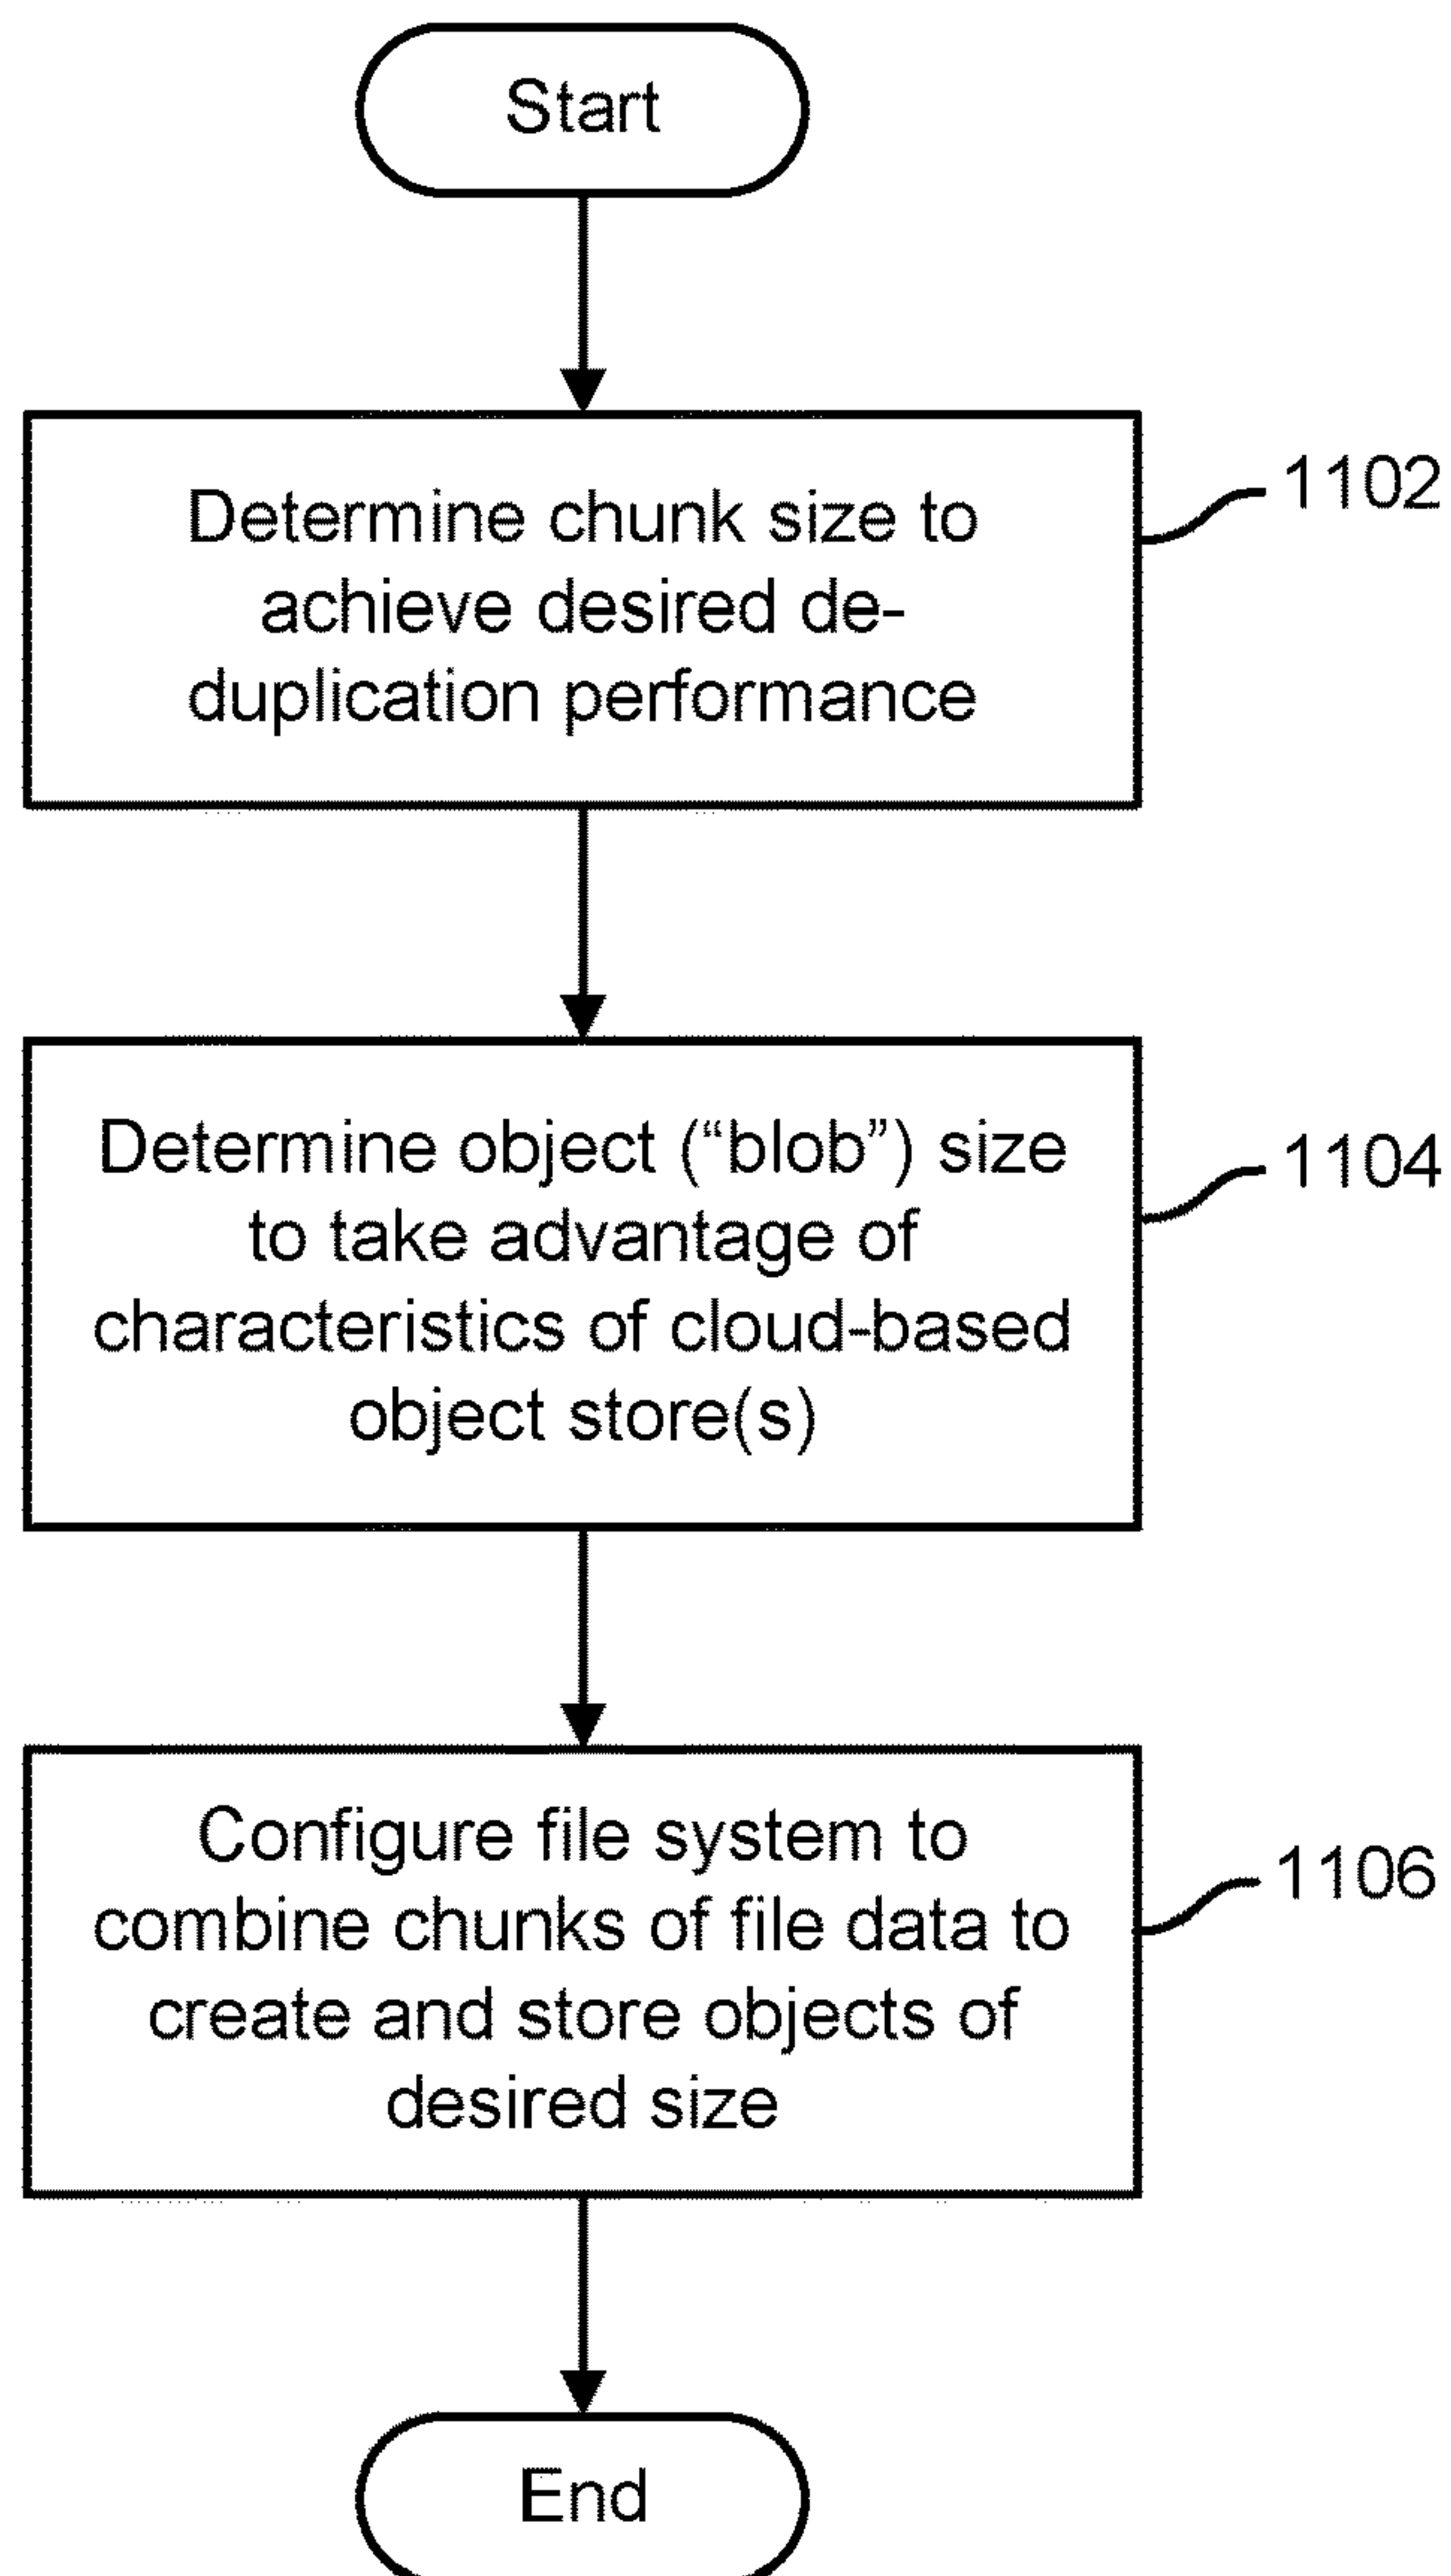 Start
Determine chunk size to
achieve desired de-
duplication performance
1102
Determine object (“blob”) size
to take advantage of
characteristics of cloud-based
object store(s)
1104
Configure file system to
combine chunks of file data to
create and store objects of
desired size
1106
End